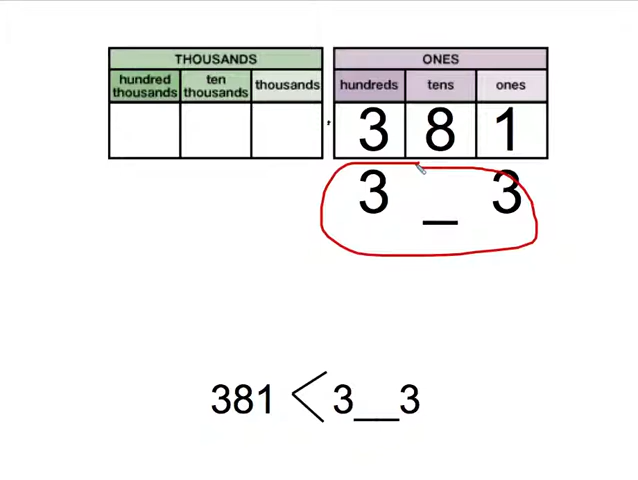 THOUSANDS ONES
hundred thousands ten thousands thousands hundreds tens ones
, 3 8 1
3 _ 3
381 < 3__3